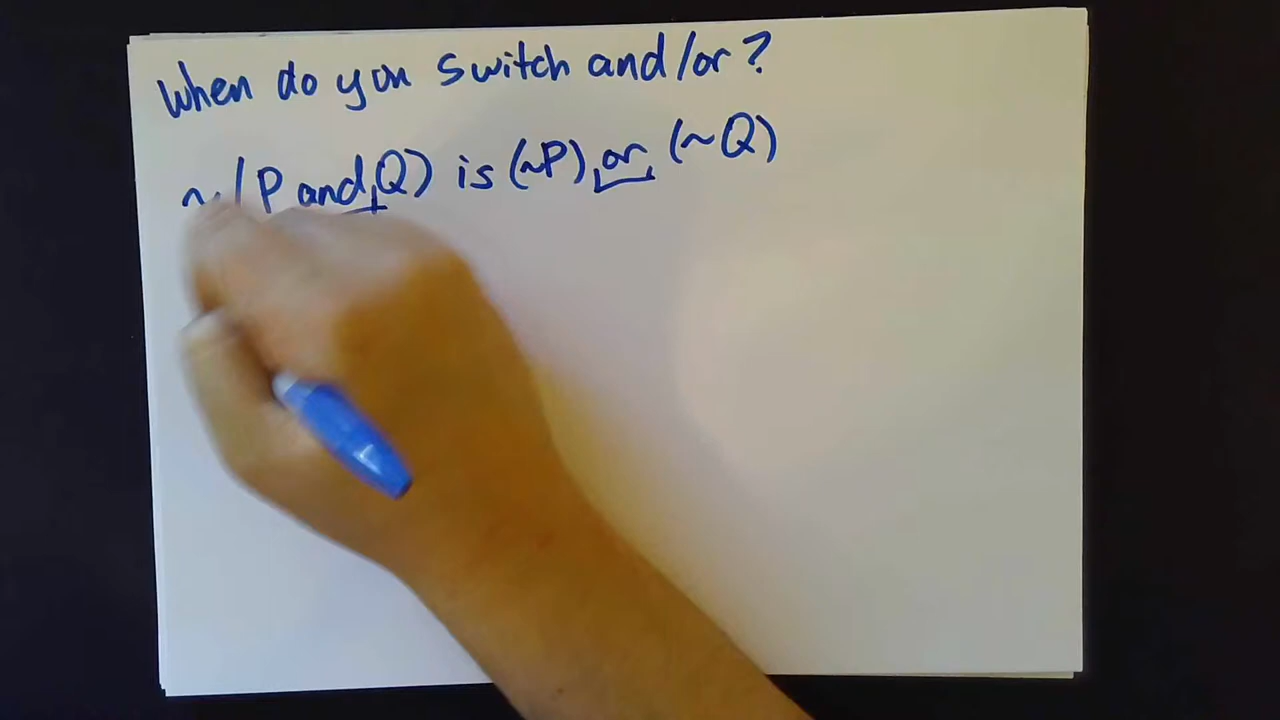 When do you switch and/or?
~(P and Q) is (~P) or (~Q)